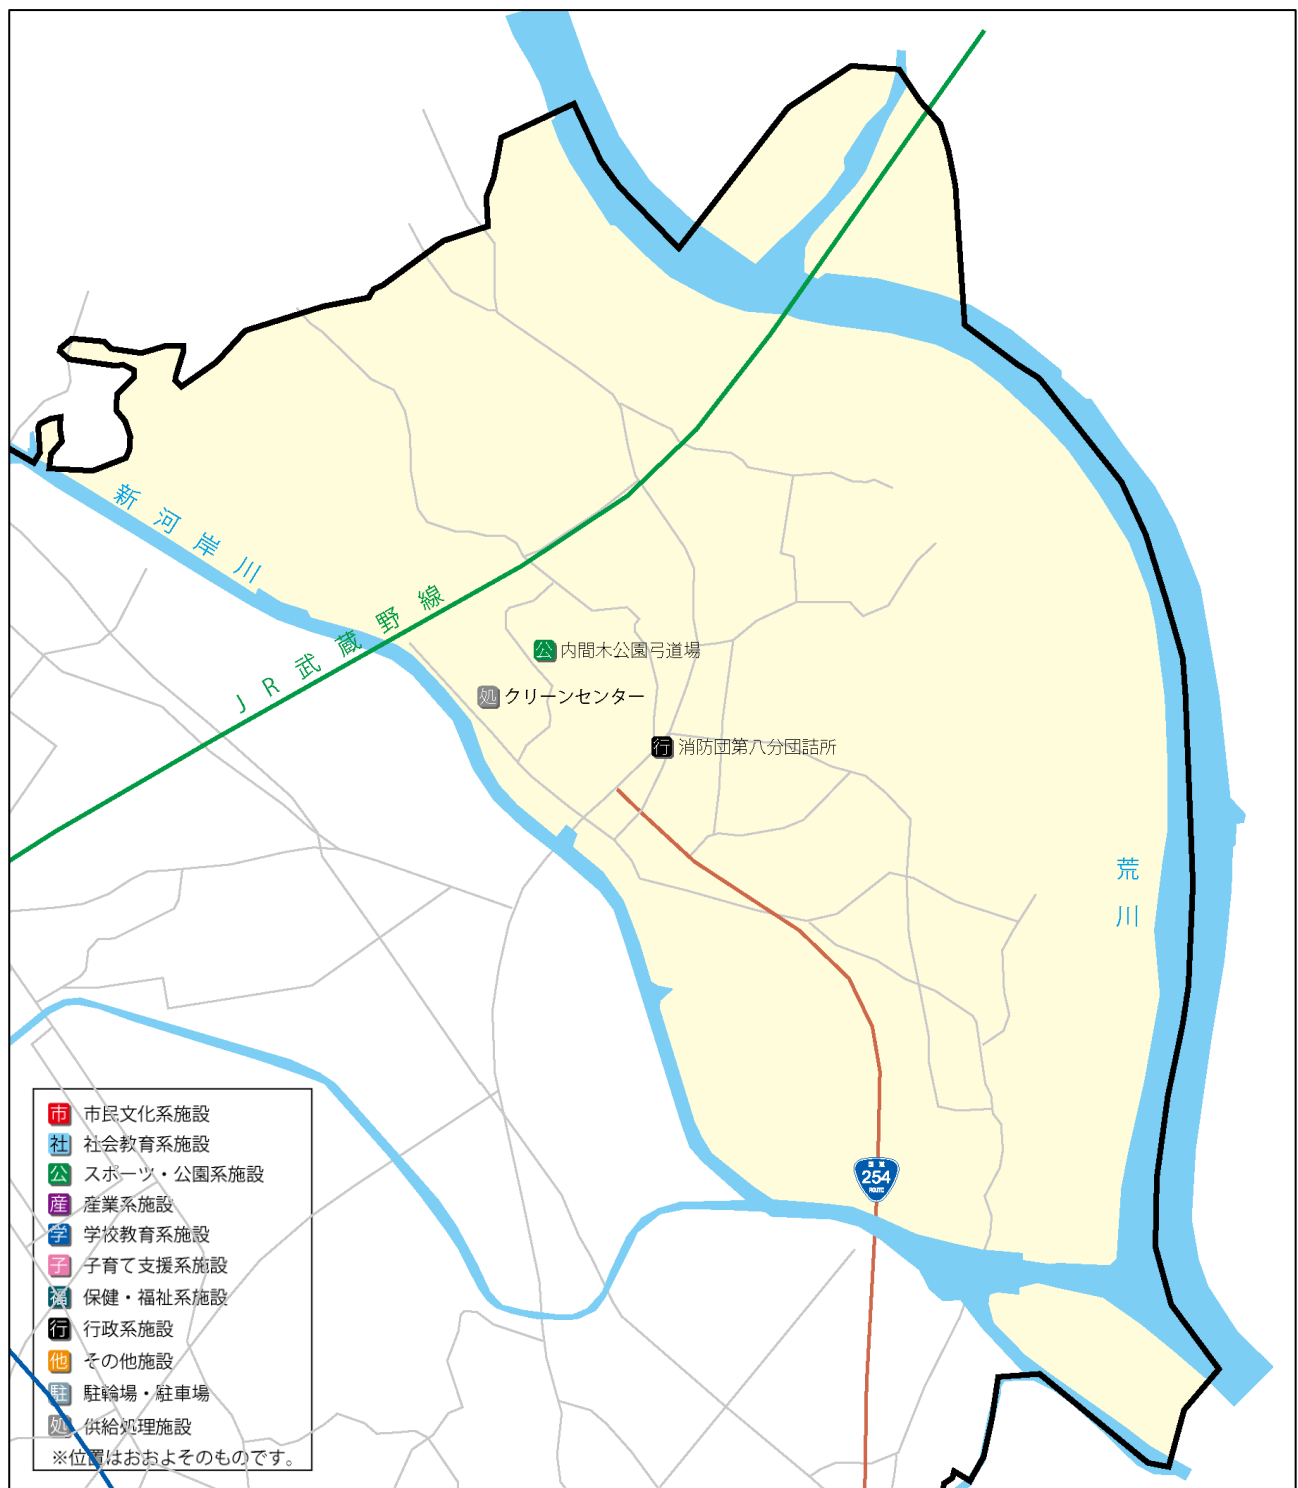 新河岸川
JR武蔵野線
公 内間木公園弓道場
処 クリーンセンター
行 消防団第八分団詰所
荒川
国道
254
ROUTE
市 市民文化系施設
社 社会教育系施設
公 スポーツ・公園系施設
産 産業系施設
学 学校教育系施設
子 子育て支援系施設
福 保健・福祉系施設
行 行政系施設
他 その他施設
駐 駐輪場・駐車場
処 供給処理施設
※位置はおおよそのものです。